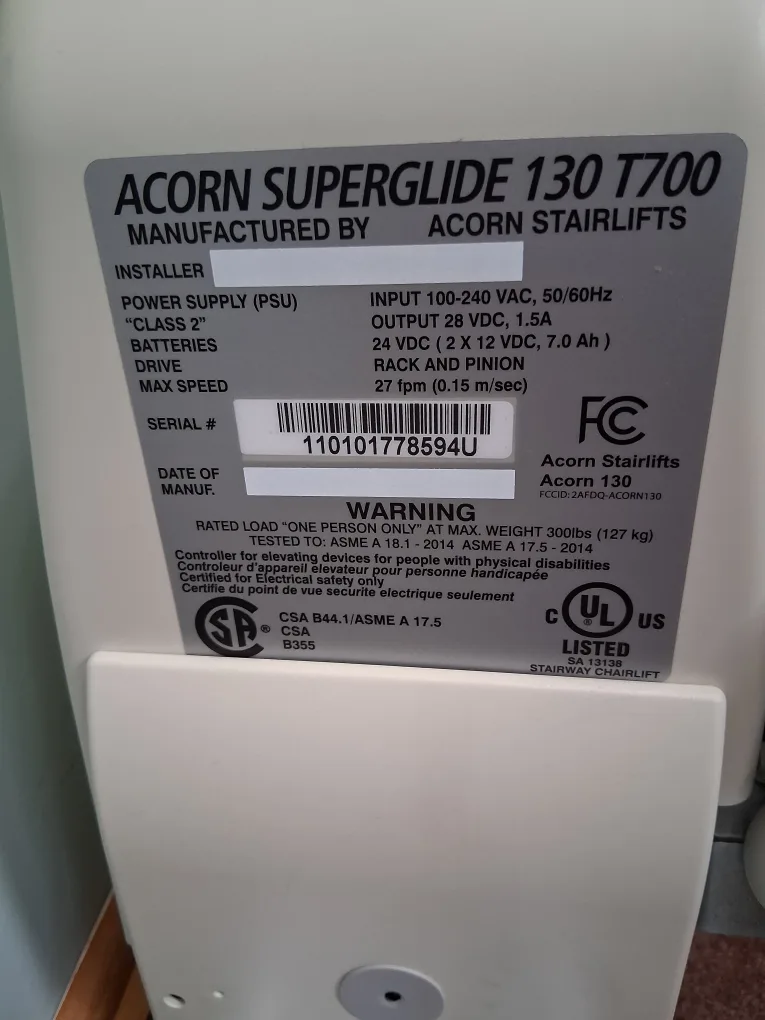 ACORN SUPERGLIDE 130 T700
MANUFACTURED BY ACORN STAIRLIFTS
INSTALLER
POWER SUPPLY (PSU) INPUT 100-240 VAC, 50/60Hz
"CLASS 2" OUTPUT 28 VDC, 1.5A
BATTERIES 24 VDC ( 2 X 12 VDC, 7.0 Ah )
DRIVE RACK AND PINION
MAX SPEED 27 fpm (0.15 m/sec)
SERIAL # 110101778594U
FC
Acorn Stairlifts
Acorn 130
FCCID: 2AFDQ-ACORN130
DATE OF
MANUF.
WARNING
RATED LOAD "ONE PERSON ONLY" AT MAX. WEIGHT 300lbs (127 kg)
TESTED TO: ASME A 18.1 - 2014 ASME A 17.5 - 2014
Controller for elevating devices for people with physical disabilities
Controleur d'appareil elevateur pour personne handicapée
Certified for Electrical safety only
Certifie du point de vue securite electrique seulement
SA ®
CSA B44.1/ASME A 17.5
CSA
B355
C UL ® US
LISTED
SA 13138
STAIRWAY CHAIRLIFT